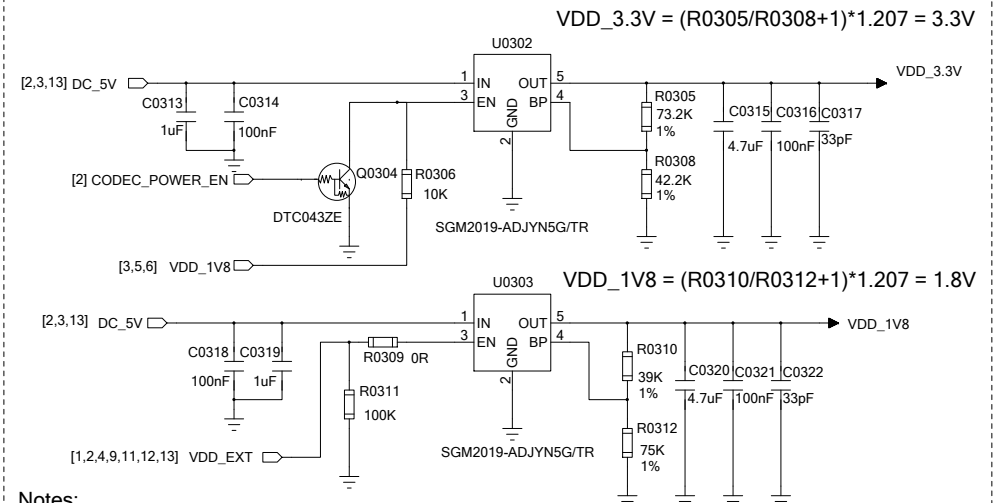 VDD_3.3V = (R0305/R0308+1)*1.207 = 3.3V
U0302
[2,3,13] DC_5V
1 IN OUT 5
VDD_3.3V
3 EN BP 4
GND
2
C0313
1uF
C0314
100nF
R0305
73.2K
1%
C0315 C0316 C0317
4.7uF 100nF 33pF
[2] CODEC_POWER_EN
Q0304
R0306
10K
R0308
42.2K
1%
DTC043ZE
SGM2019-ADJYN5G/TR
[3,5,6] VDD_1V8
VDD_1V8 = (R0310/R0312+1)*1.207 = 1.8V
U0303
[2,3,13] DC_5V
1 IN OUT 5
VDD_1V8
3 EN BP 4
GND
2
C0318 C0319
100nF 1uF
R0309 0R
R0310
39K
1%
C0320 C0321 C0322
4.7uF 100nF 33pF
R0311
100K
R0312
75K
1%
SGM2019-ADJYN5G/TR
[1,2,4,9,11,12,13] VDD_EXT
Notes: